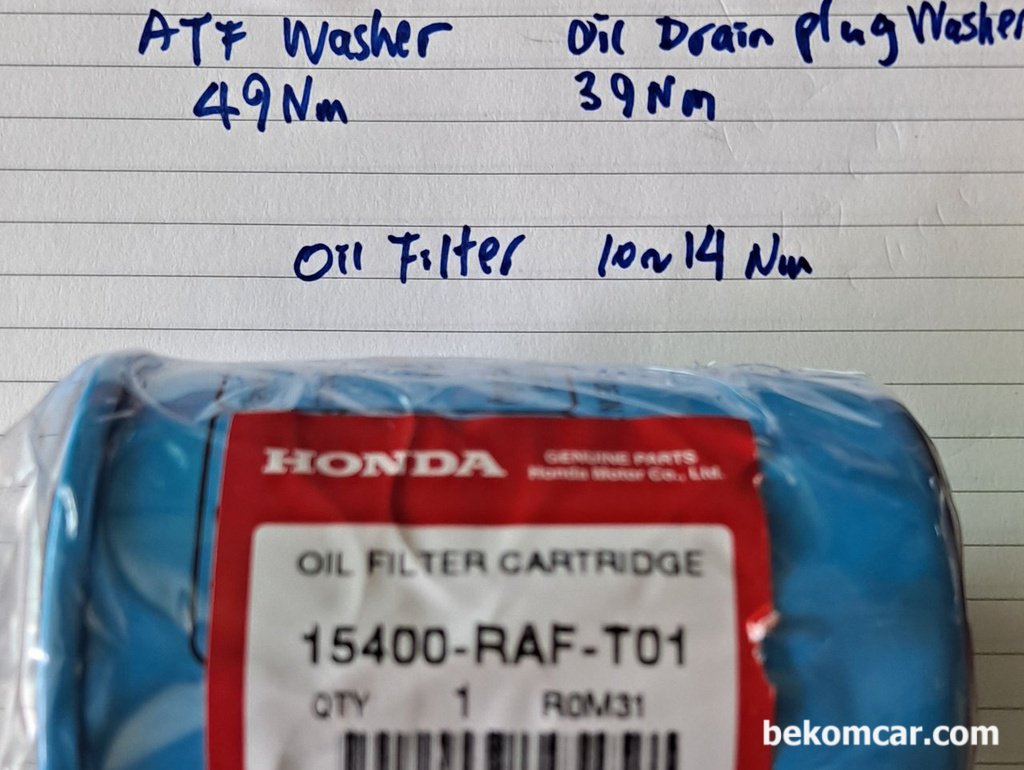 ATF Washer Oil Drain plug Washer
49Nm 39Nm
Oil Filter 10~14 Nm
HONDA GENUINE PARTS
Honda Motor Co., Ltd.
OIL FILTER CARTRIDGE
15400-RAF-T01
QTY 1 R0M31
bekomcar.com